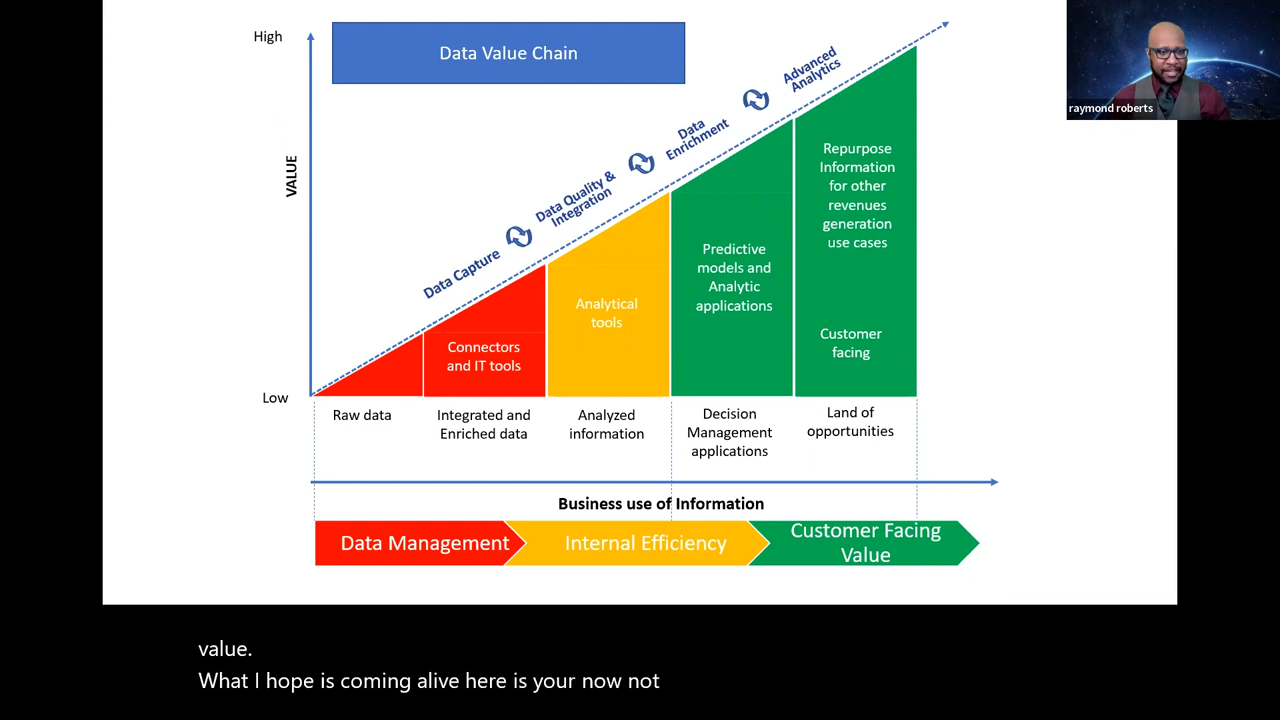 High
Data Value Chain
raymond roberts
VALUE
Advanced
Analytics
Data
Enrichment
Data Quality &
Integration
Data Capture
Repurpose
Information
for other
revenues
generation
use cases
Customer
facing
Predictive
models and
Analytic
applications
Analytical
tools
Connectors
and IT tools
Low
Raw data
Integrated and
Enriched data
Analyzed
information
Decision
Management
applications
Land of
opportunities
Business use of Information
Data Management
Internal Efficiency
Customer Facing
Value
value.
What I hope is coming alive here is your now not